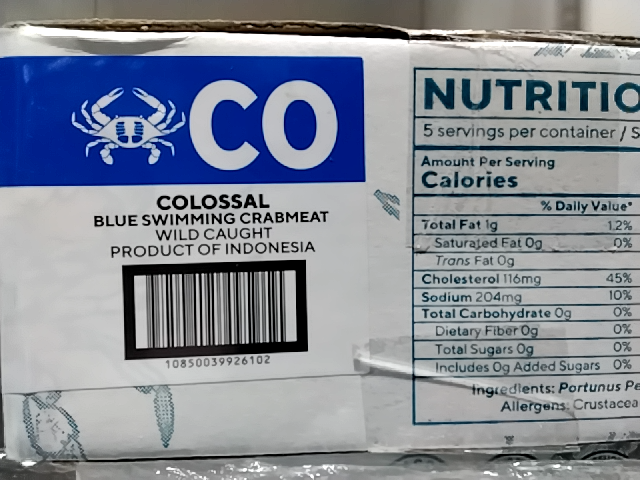 CO
COLOSSAL
BLUE SWIMMING CRABMEAT
WILD CAUGHT
PRODUCT OF INDONESIA
10850039926102
NUTRITIO
5 servings per container / S
Amount Per Serving
Calories
% Daily Value*
Total Fat 1g 1.2%
Saturated Fat 0g 0%
Trans Fat 0g
Cholesterol 116mg 45%
Sodium 204mg 10%
Total Carbohydrate 0g 0%
Dietary Fiber 0g 0%
Total Sugars 0g 0%
Includes 0g Added Sugars 0%
Ingredients: Portunus Pe
Allergens: Crustacea